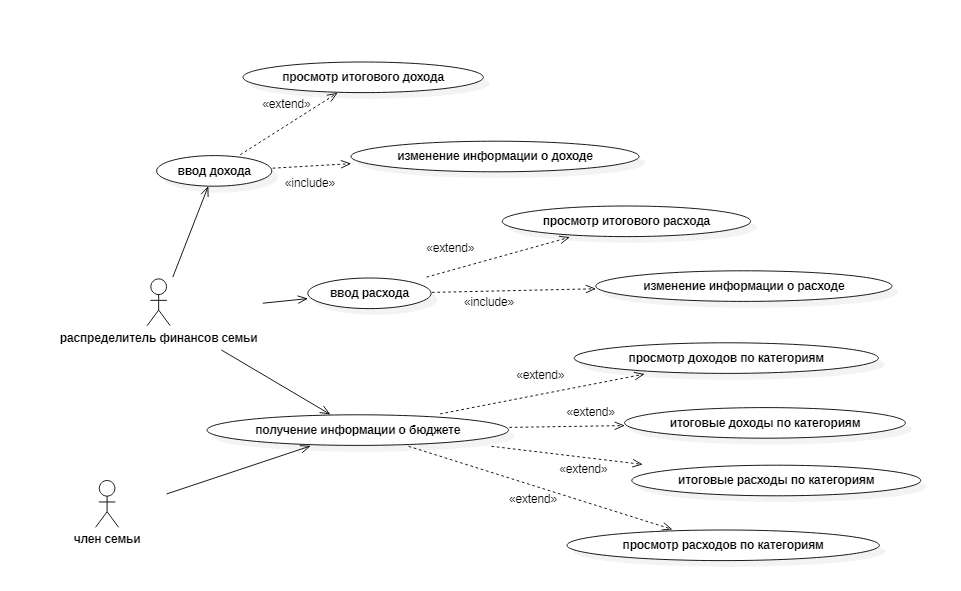 просмотр итогового дохода
«extend»
изменение информации о доходе
ввод дохода
«include»
просмотр итогового расхода
«extend»
изменение информации о расходе
ввод расхода
«include»
распределитель финансов семьи
просмотр доходов по категориям
«extend»
«extend»
итоговые доходы по категориям
получение информации о бюджете
«extend»
итоговые расходы по категориям
«extend»
член семьи
просмотр расходов по категориям